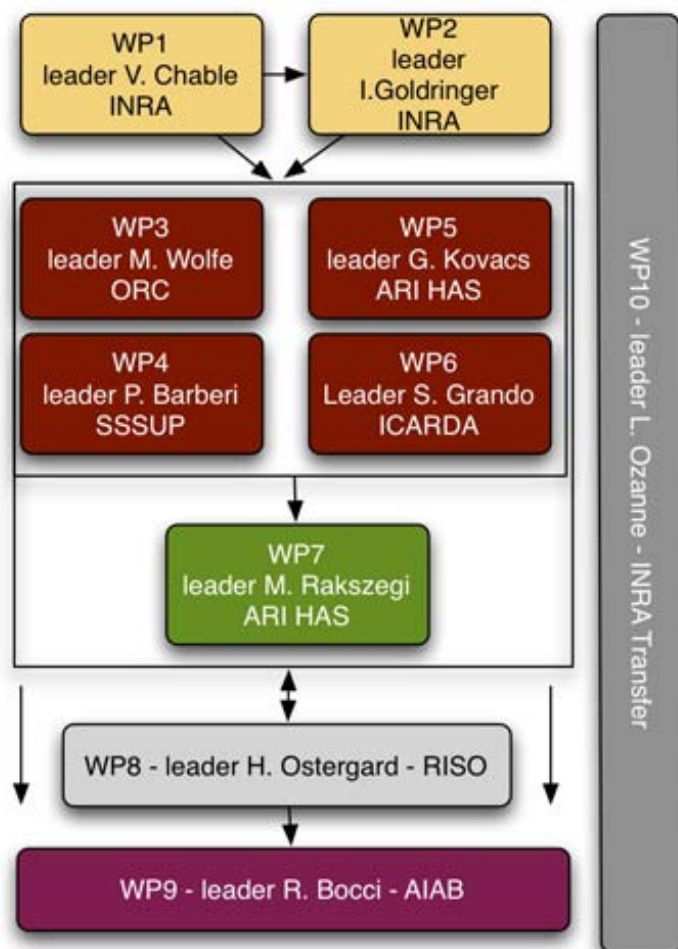 WP1
leader V. Chable
INRA
WP2
leader
I.Goldringer
INRA
WP3
leader M. Wolfe
ORC
WP5
leader G. Kovacs
ARI HAS
WP4
leader P. Barberi
SSSUP
WP6
Leader S. Grando
ICARDA
WP7
leader M. Rakszegi
ARI HAS
WP8 - leader H. Ostergard - RISO
WP9 - leader R. Bocci - AIAB
WP10 - leader L. Ozanne - INRA Transfer